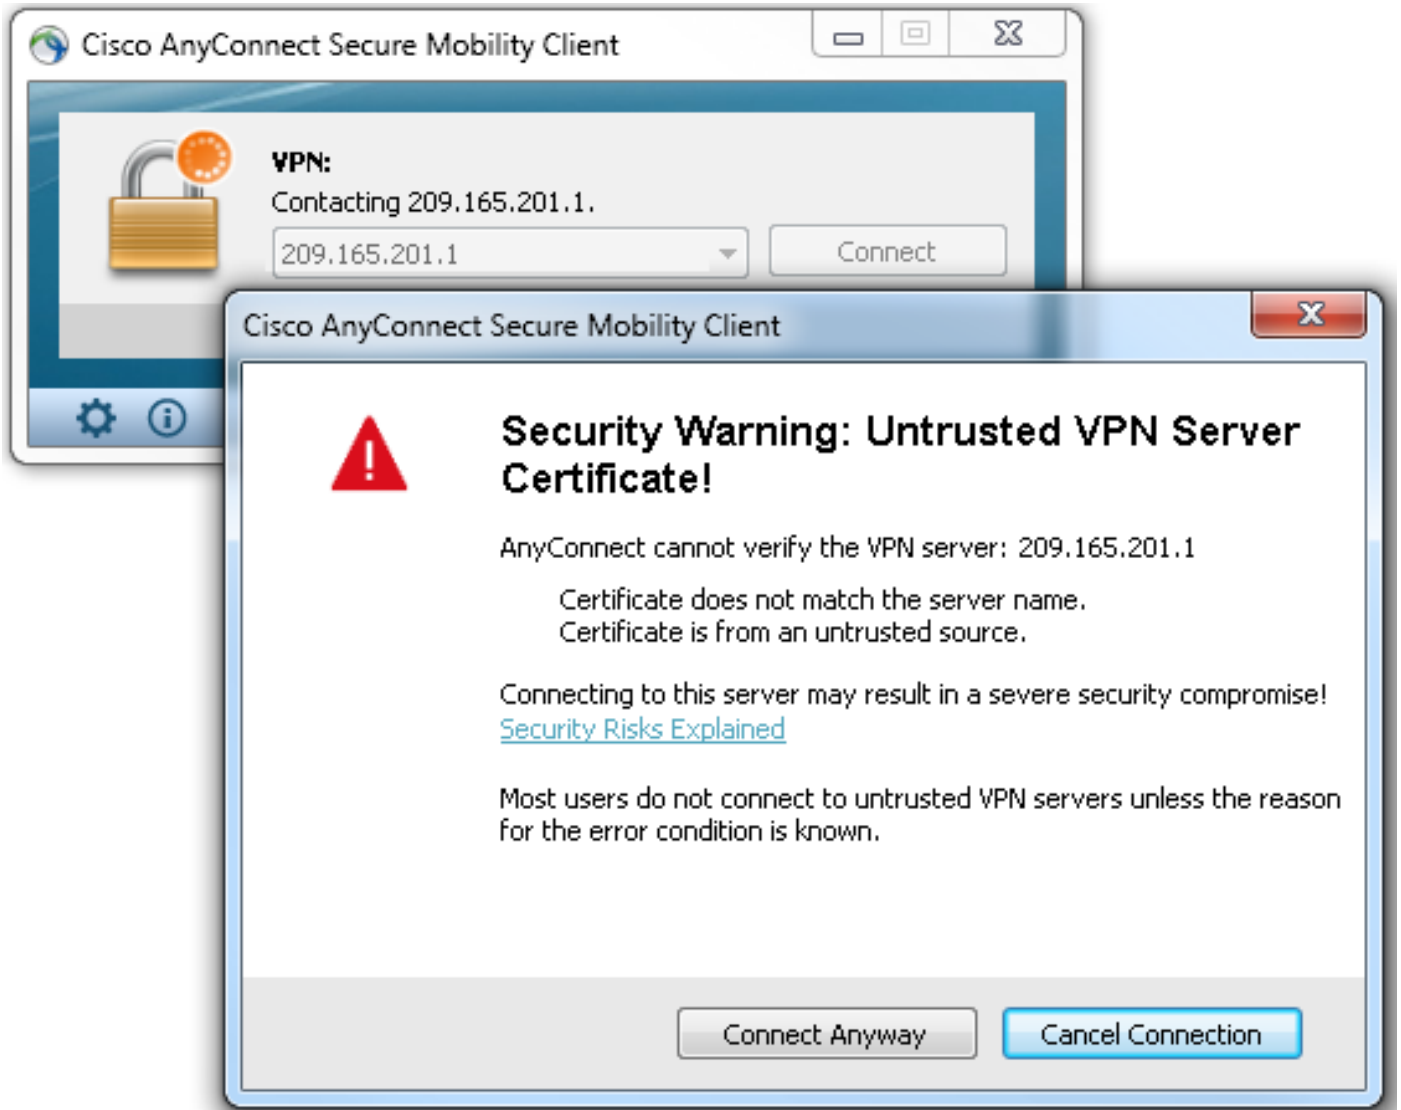 Cisco AnyConnect Secure Mobility Client
VPN:
Contacting 209.165.201.1.
209.165.201.1
Connect
Cisco AnyConnect Secure Mobility Client
Security Warning: Untrusted VPN Server
Certificate!
AnyConnect cannot verify the VPN server: 209.165.201.1
Certificate does not match the server name.
Certificate is from an untrusted source.
Connecting to this server may result in a severe security compromise!
Security Risks Explained
Most users do not connect to untrusted VPN servers unless the reason
for the error condition is known.
Connect Anyway
Cancel Connection